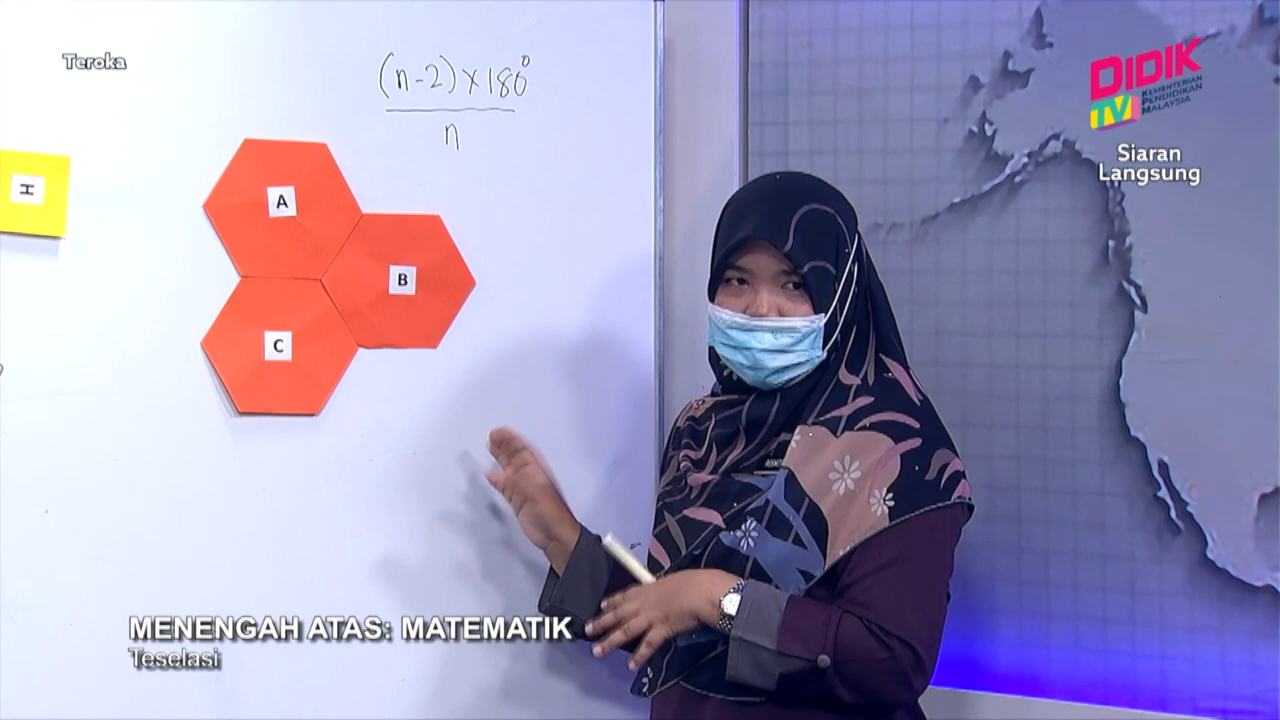 Teroka
(n-2)×180°
n
H
A
B
C
DIDIK
TV
KEMENTERIAN
PENDIDIKAN
MALAYSIA
Siaran
Langsung
MENENGAH ATAS: MATEMATIK
Teselasi